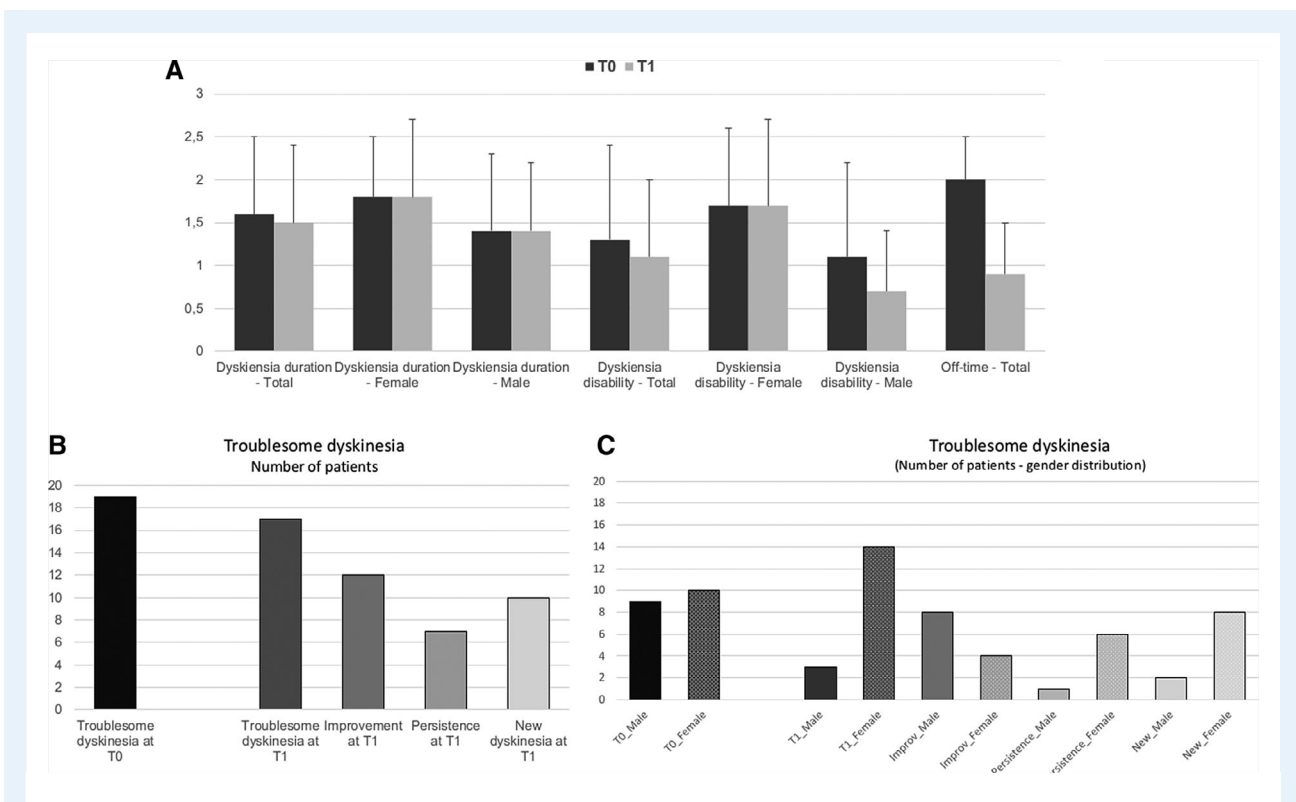 A
T0 T1
3
2,5
2
1,5
1
0,5
0
Dyskiensia duration - Total
Dyskiensia duration - Female
Dyskiensia duration - Male
Dyskiensia disability - Total
Dyskiensia disability - Female
Dyskiensia disability - Male
Off-time - Total
B
Troublesome dyskinesia
Number of patients
20
18
16
14
12
10
8
6
4
2
0
Troublesome dyskinesia at T0
Troublesome dyskinesia at T1
Improvement at T1
Persistence at T1
New dyskinesia at T1
C
Troublesome dyskinesia
(Number of patients - gender distribution)
20
18
16
14
12
10
8
6
4
2
0
T0_Male
T0_Female
T1_Male
T1_Female
Improv_Male
Improv_Female
Persistence_Male
rsistence_Female
New_Male
New_Female